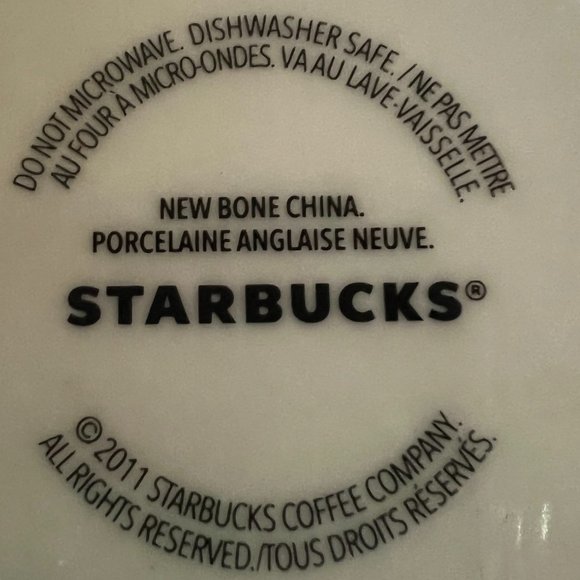 DO NOT MICROWAVE. DISHWASHER SAFE. / NE PAS METTRE
AU FOUR À MICRO-ONDES. VA AU LAVE-VAISSELLE.
NEW BONE CHINA.
PORCELAINE ANGLAISE NEUVE.
STARBUCKS®
© 2011 STARBUCKS COFFEE COMPANY.
ALL RIGHTS RESERVED./TOUS DROITS RÉSERVÉS.